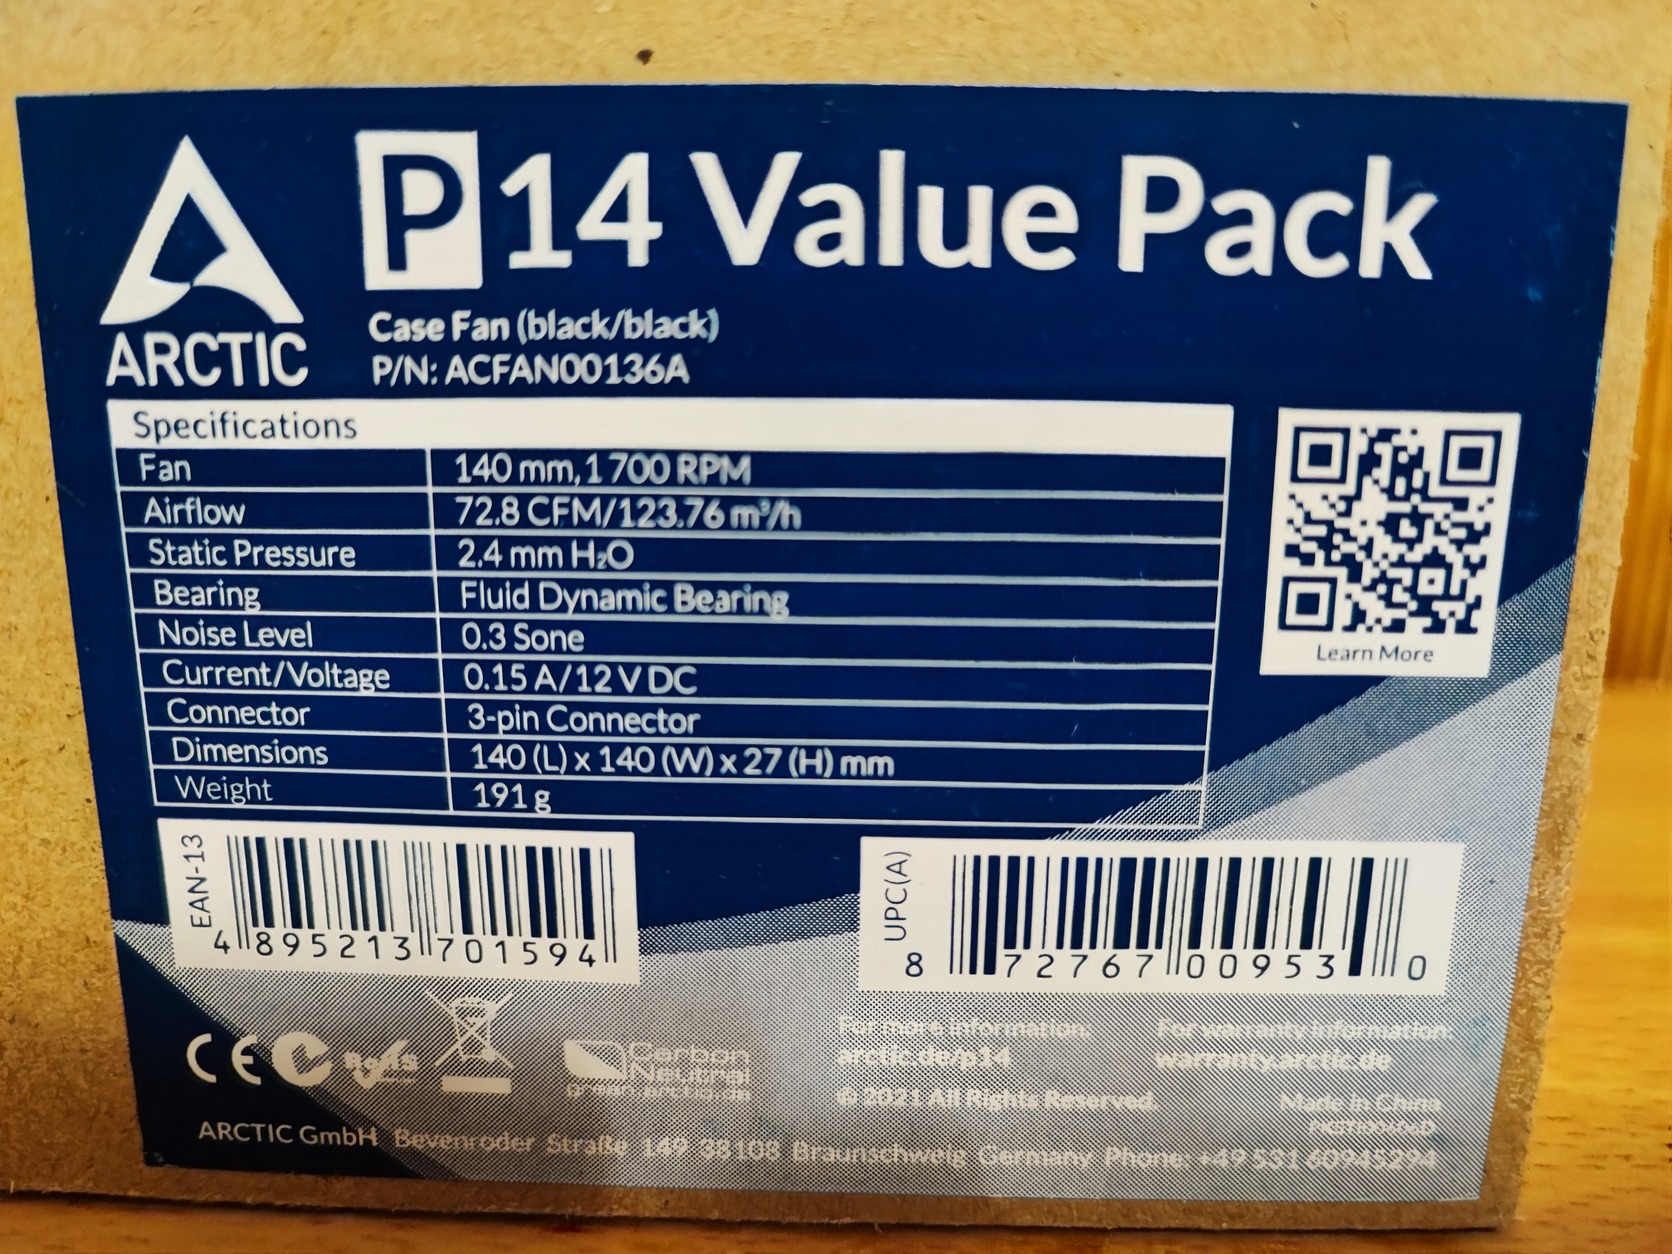 P14 Value Pack
ARCTIC
Case Fan (black/black)
P/N: ACFAN00136A
Specifications
Fan 140 mm, 1 700 RPM
Airflow 72.8 CFM/123.76 m³/h
Static Pressure 2.4 mm H₂O
Bearing Fluid Dynamic Bearing
Noise Level 0.3 Sone
Current/Voltage 0.15 A/12 V DC
Connector 3-pin Connector
Dimensions 140 (L) x 140 (W) x 27 (H) mm
Weight 191 g
Learn More
EAN-13
4 895213 701594
UPC(A)
8 72767 00953 0
For more information:
arctic.de/p14
For warranty information:
warranty.arctic.de
CE RoHS
Carbon
Neutral
© 2021 All Rights Reserved.
Made in China
ARCTIC GmbH Bevenroder Straße 149 38108 Braunschweig Germany Phone: +49 531 60945294